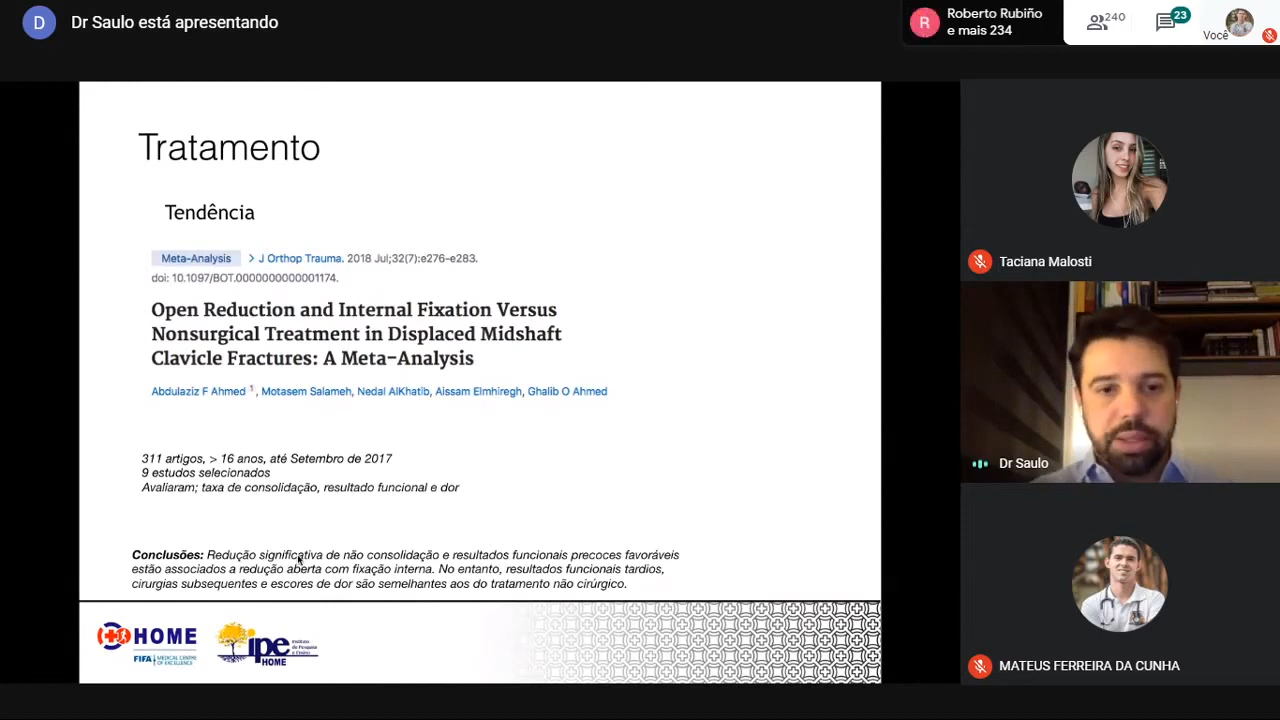 D
Dr Saulo está apresentando
R
Roberto Rubiño
e mais 234
240
23
Você
Tratamento
Tendência
Meta-Analysis > J Orthop Trauma. 2018 Jul;32(7):e276-e283.
doi: 10.1097/BOT.0000000000001174.
Open Reduction and Internal Fixation Versus
Nonsurgical Treatment in Displaced Midshaft
Clavicle Fractures: A Meta-Analysis
Abdulaziz F Ahmed 1, Motasem Salameh, Nedal AlKhatib, Aissam Elmhiregh, Ghalib O Ahmed
311 artigos, > 16 anos, até Setembro de 2017
9 estudos selecionados
Avaliaram; taxa de consolidação, resultado funcional e dor
Conclusões: Redução significativa de não consolidação e resultados funcionais precoces favoráveis
estão associados a redução aberta com fixação interna. No entanto, resultados funcionais tardios,
cirurgias subsequentes e escores de dor são semelhantes aos do tratamento não cirúrgico.
HOME
FIFA MEDICAL CENTRE
OF EXCELLENCE
ipe
Instituto
de Pesquisa
e Ensino
HOME
Taciana Malosti
Dr Saulo
MATEUS FERREIRA DA CUNHA